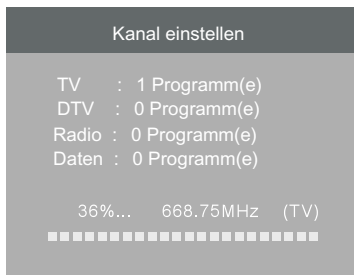 Kanal einstellen
TV : 1 Programm(e)
DTV : 0 Programm(e)
Radio : 0 Programm(e)
Daten : 0 Programm(e)
36%... 668.75MHz (TV)